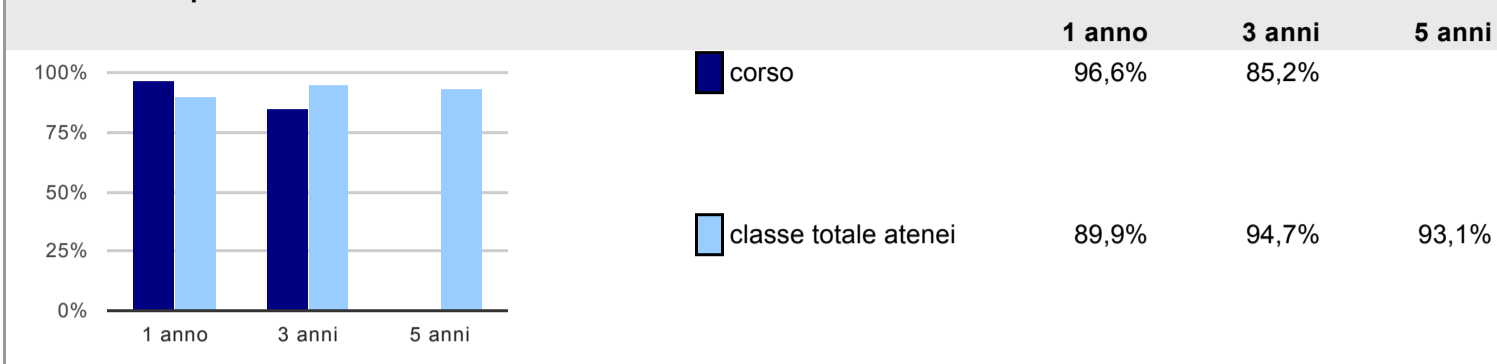 1 anno 3 anni 5 anni
100%
75%
50%
25%
0%
1 anno 3 anni 5 anni
corso 96,6% 85,2%
classe totale atenei 89,9% 94,7% 93,1%